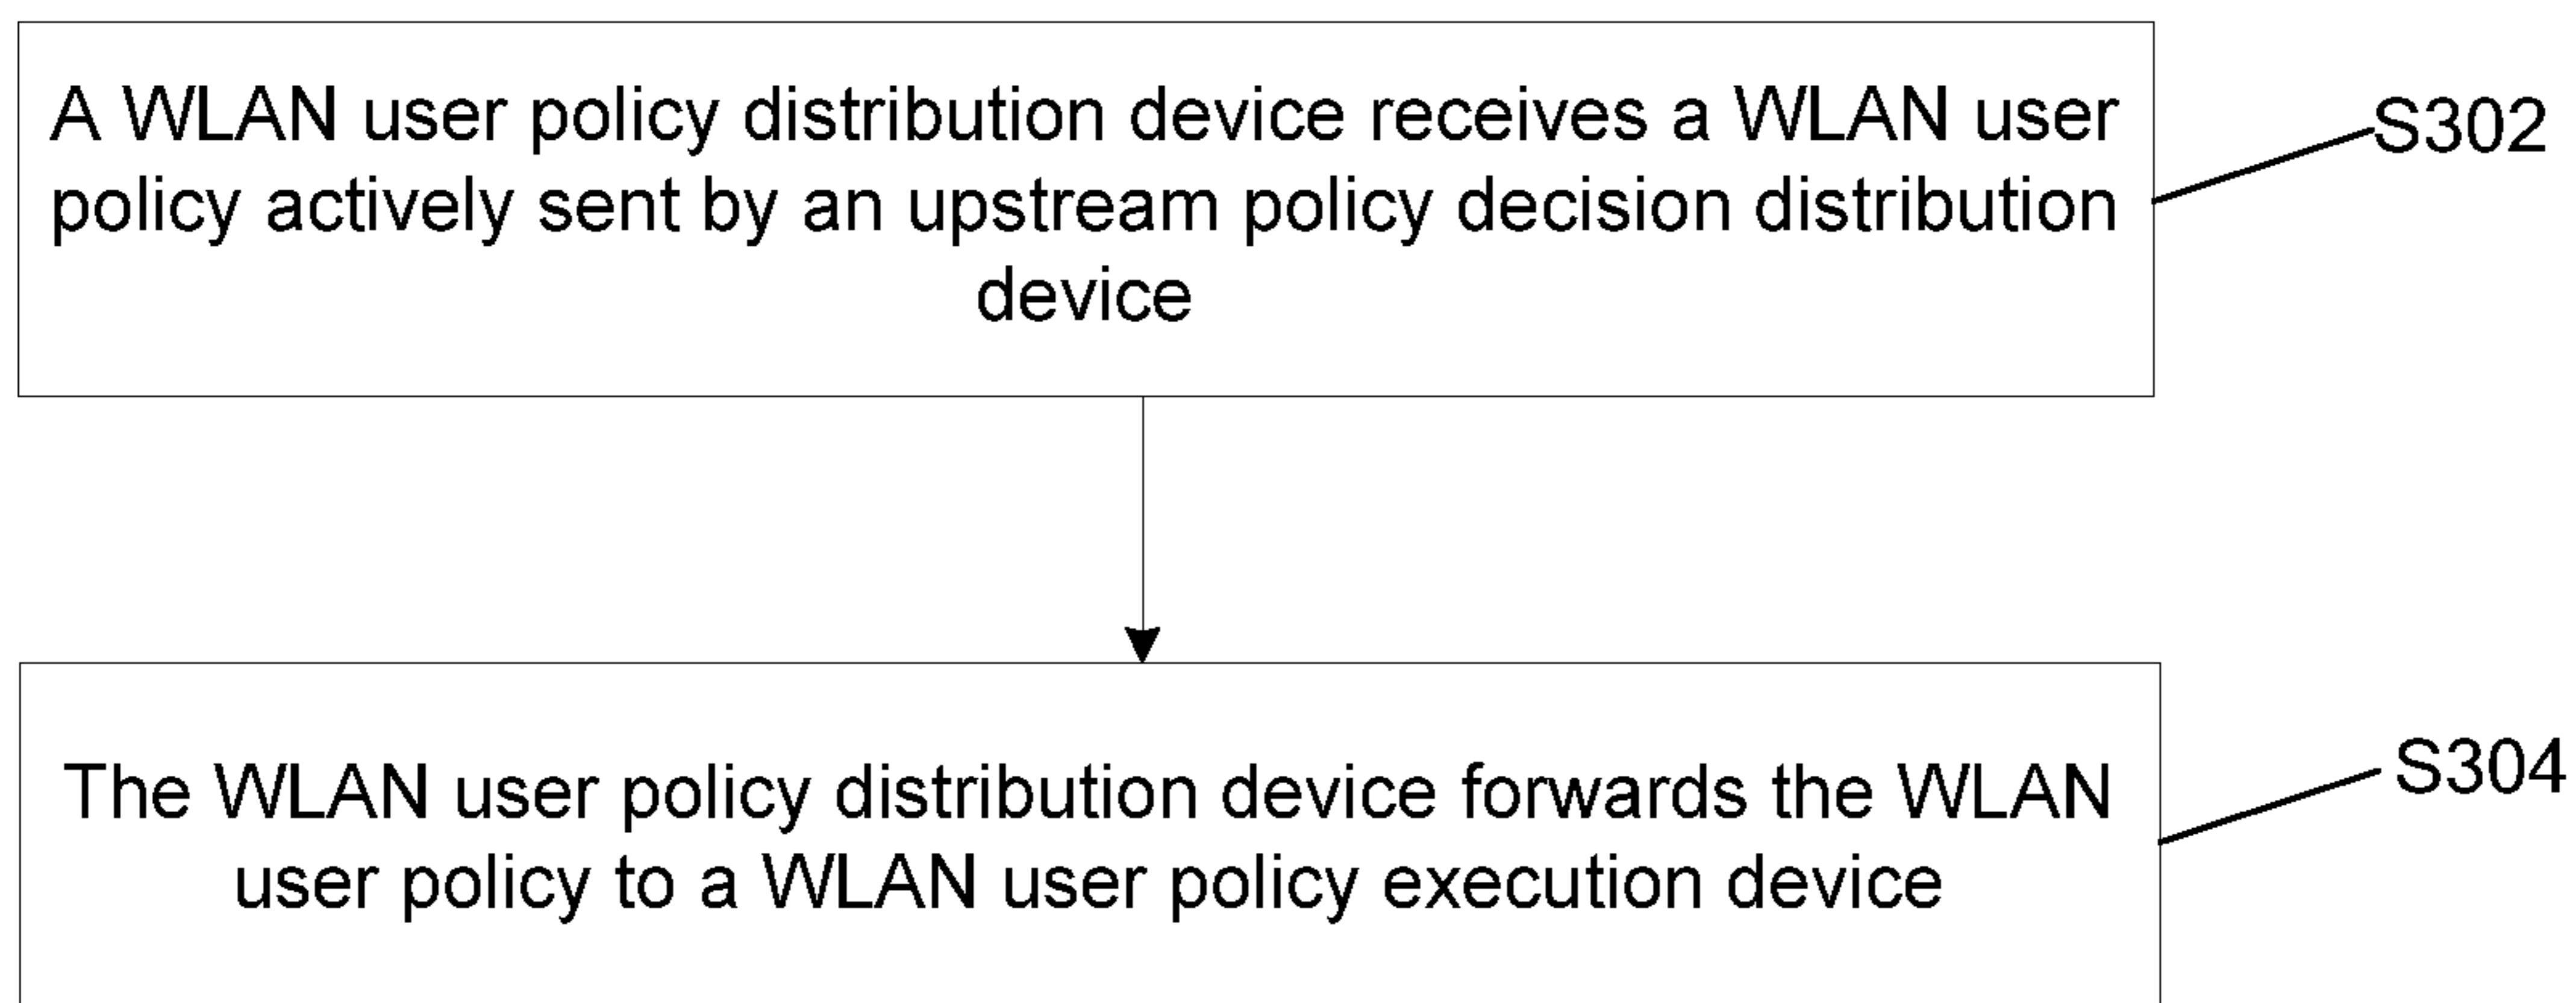 A WLAN user policy distribution device receives a WLAN user
policy actively sent by an upstream policy decision distribution
device
S302
The WLAN user policy distribution device forwards the WLAN
user policy to a WLAN user policy execution device
S304